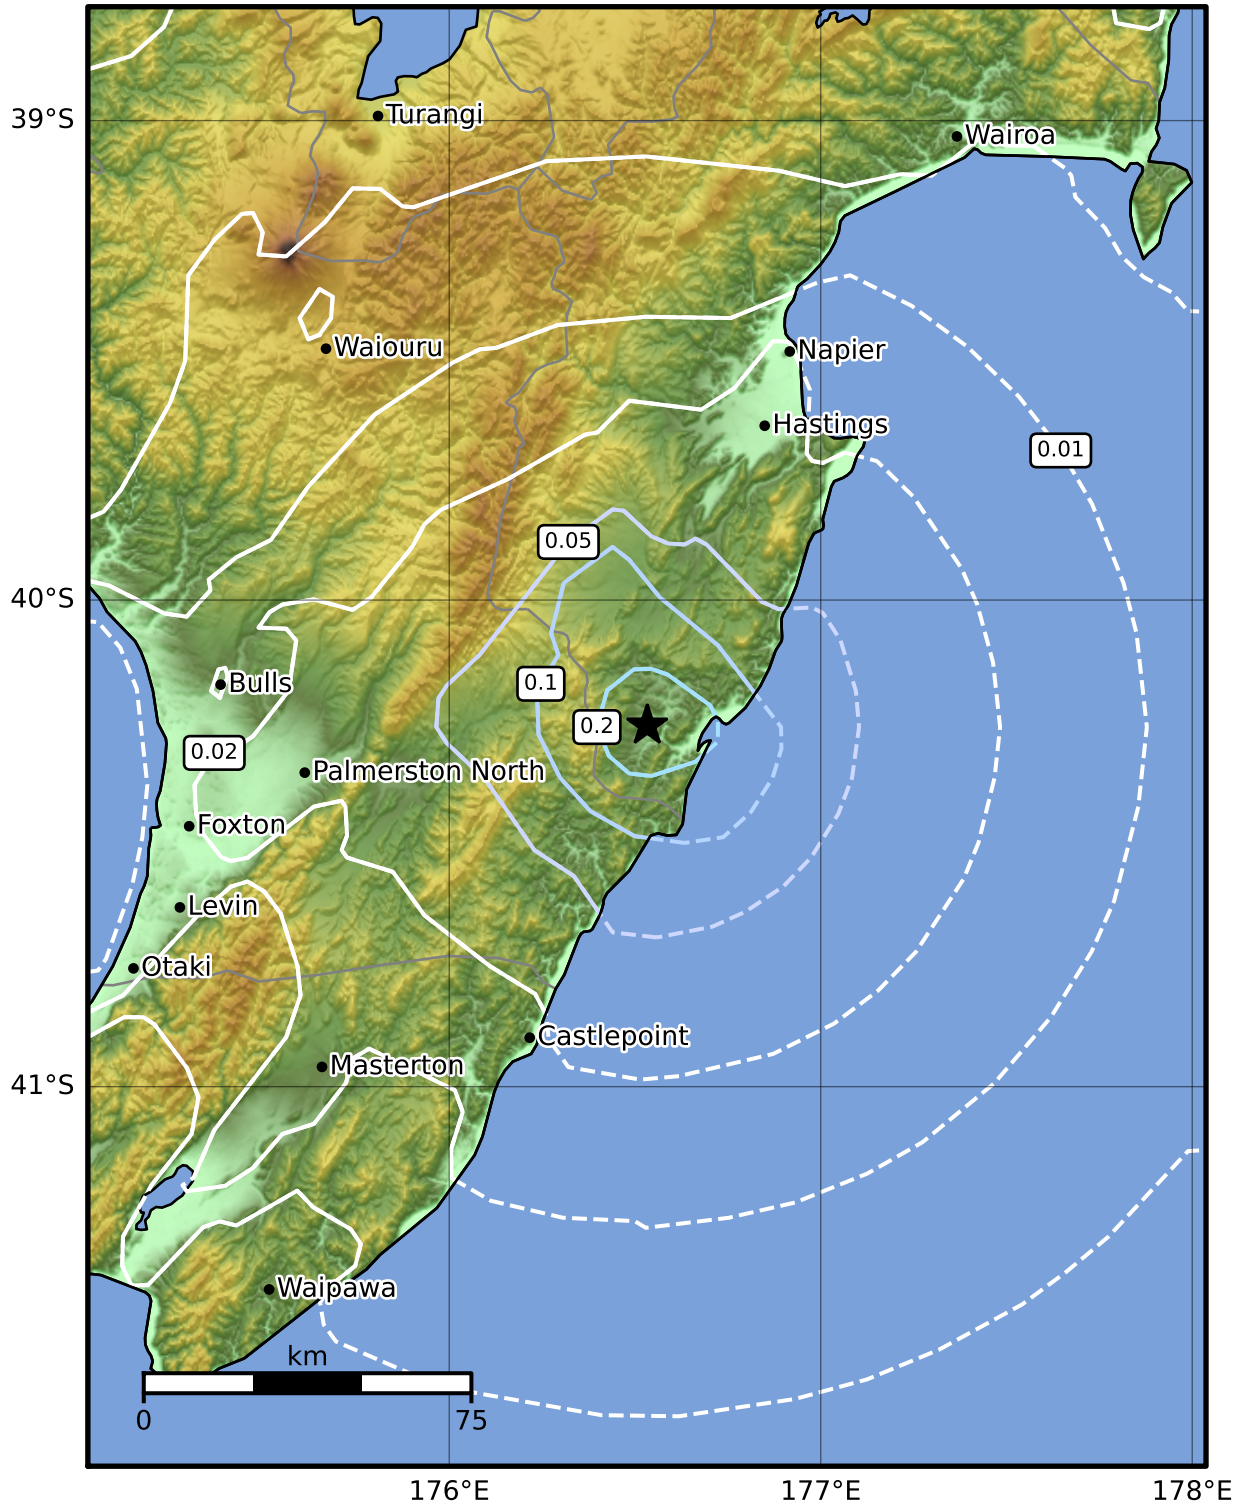 39°S
Turangi
Wairoa
Waiouru
Napier
Hastings
0.01
0.05
40°S
Bulls
0.1
0.2
0.02
Palmerston North
Foxton
Levin
Otaki
Castlepoint
Masterton
41°S
Waipawa
km
0 75
176°E 177°E 178°E